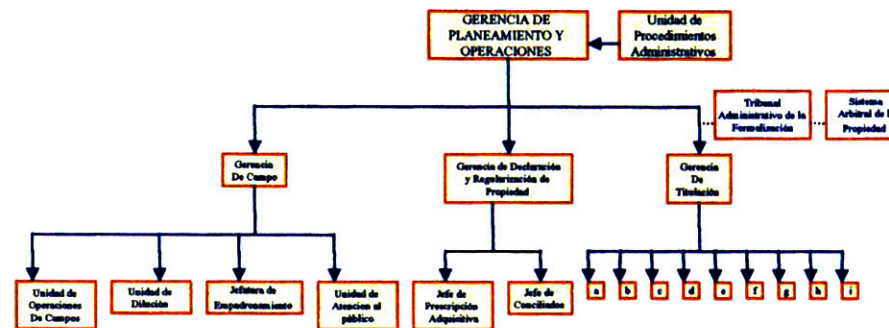 GERENCIA DE
PLANEAMIENTO Y
OPERACIONES
Unidad de
Procedimientos
Administrativos
Tribunal
Administrativo de la
Formalización
Sistema
Arbitral de la
Propiedad
Gerencia
De Campo
Gerencia de Declaración
y Regularización de
Propiedad
Gerencia
De
Titulación
Unidad de
Operaciones
De Campos
Unidad de
Dilución
Jefatura de
Empadronamiento
Unidad de
Atencion al
público
Jefe de
Prescripción
Adquisitiva
Jefe de
Conciliados
a
b
c
d
e
f
g
h
i